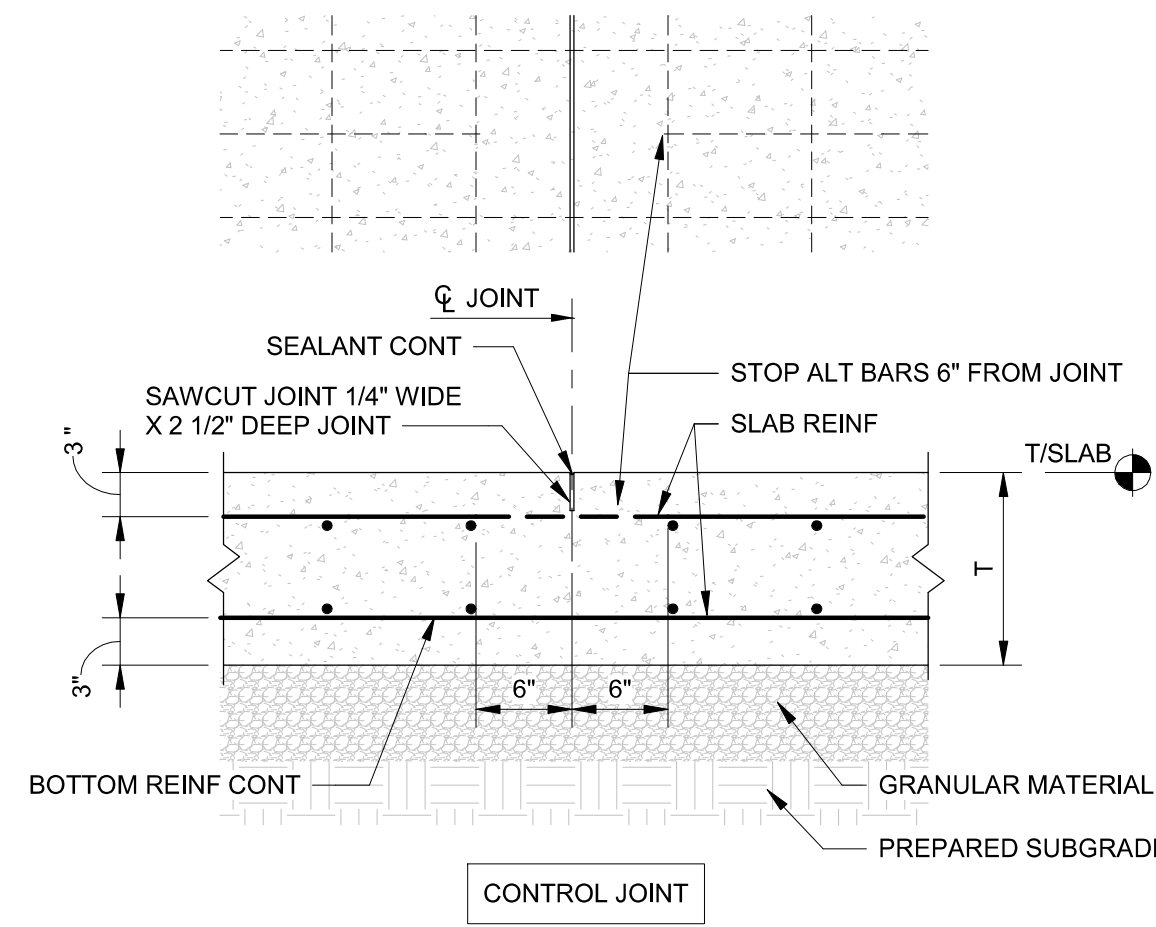 ℄ JOINT
SEALANT CONT
SAWCUT JOINT 1/4" WIDE
X 2 1/2" DEEP JOINT
STOP ALT BARS 6" FROM JOINT
SLAB REINF
T/SLAB
3"
T
3"
6"
6"
BOTTOM REINF CONT
GRANULAR MATERIAL
PREPARED SUBGRAD
CONTROL JOINT